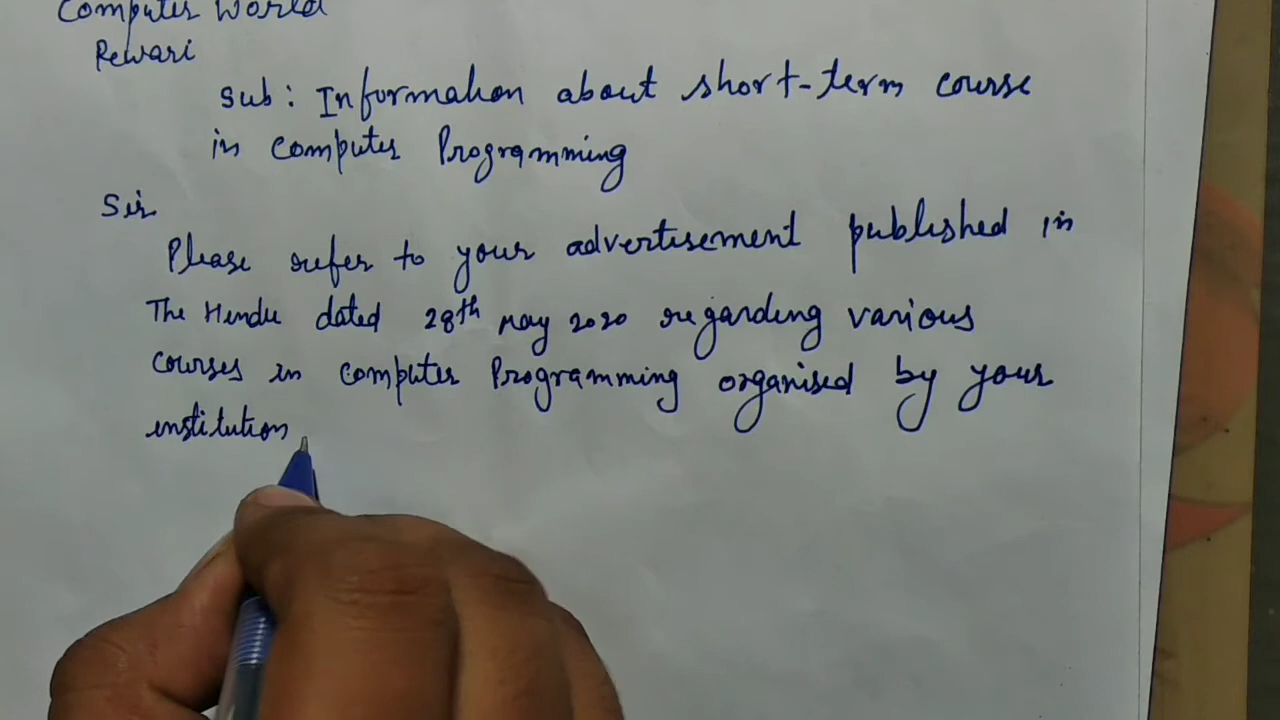 Computer World
Rewari
Sub: Information about short-term course
in Computer Programming
Sir
Please refer to your advertisement published in
The Hindu dated 28th May 2020 regarding various
courses in Computer Programming organised by your
institution